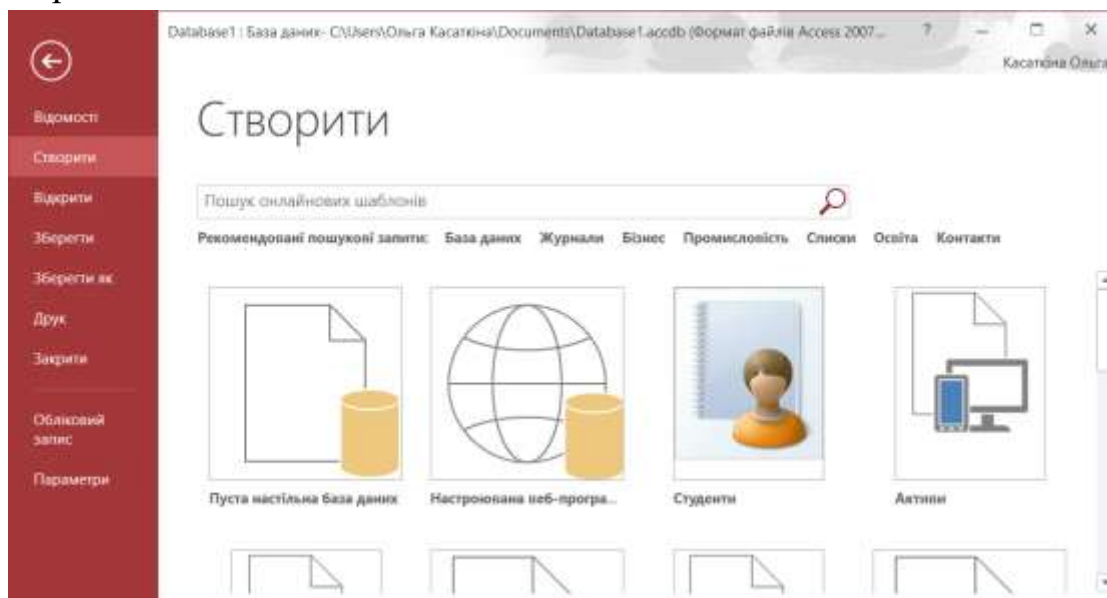 Database1 : База даних- C:\Users\Ольга Касаткіна\Documents\Database1.accdb (Формат файлів Access 2007... ?
Касаткіна Ольга
Відомості
Створити
Відкрити
Зберегти
Зберегти як
Друк
Закрити
Обліковий
запис
Параметри
Створити
Пошук онлайнових шаблонів
Рекомендовані пошукові запити: База даних Журнали Бізнес Промисловість Списки Освіта Контакти
Пуста настільна база даних Настроювана веб-програ... Студенти Активи